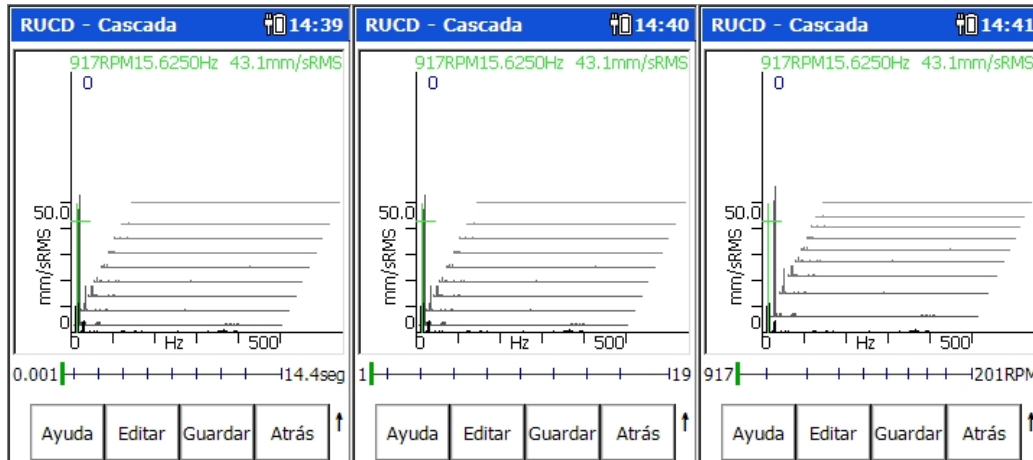 RUCD - Cascada 14:39
917RPM15.6250Hz 43.1mm/sRMS
0
50.0
mm/sRMS
0
0 Hz 500
0.001 14.4seg
Ayuda Editar Guardar Atrás
RUCD - Cascada 14:40
917RPM15.6250Hz 43.1mm/sRMS
0
50.0
mm/sRMS
0
0 Hz 500
1 19
Ayuda Editar Guardar Atrás
RUCD - Cascada 14:41
917RPM15.6250Hz 43.1mm/sRMS
0
50.0
mm/sRMS
0
0 Hz 500
917 201RPM
Ayuda Editar Guardar Atrás